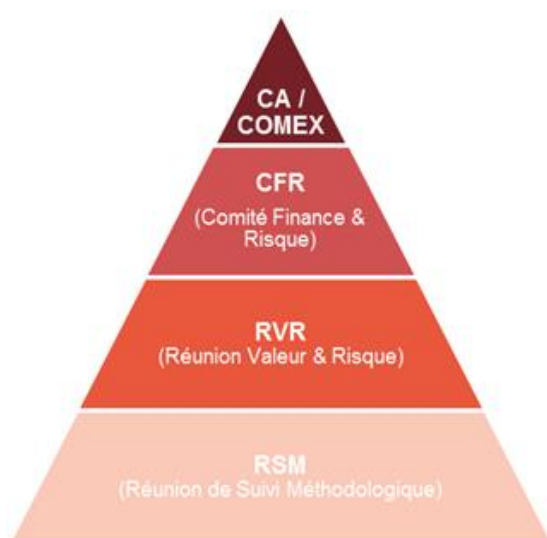 CA /
COMEX
CFR
(Comité Finance &
Risque)
RVR
(Réunion Valeur & Risque)
RSM
(Réunion de Suivi Méthodologique)